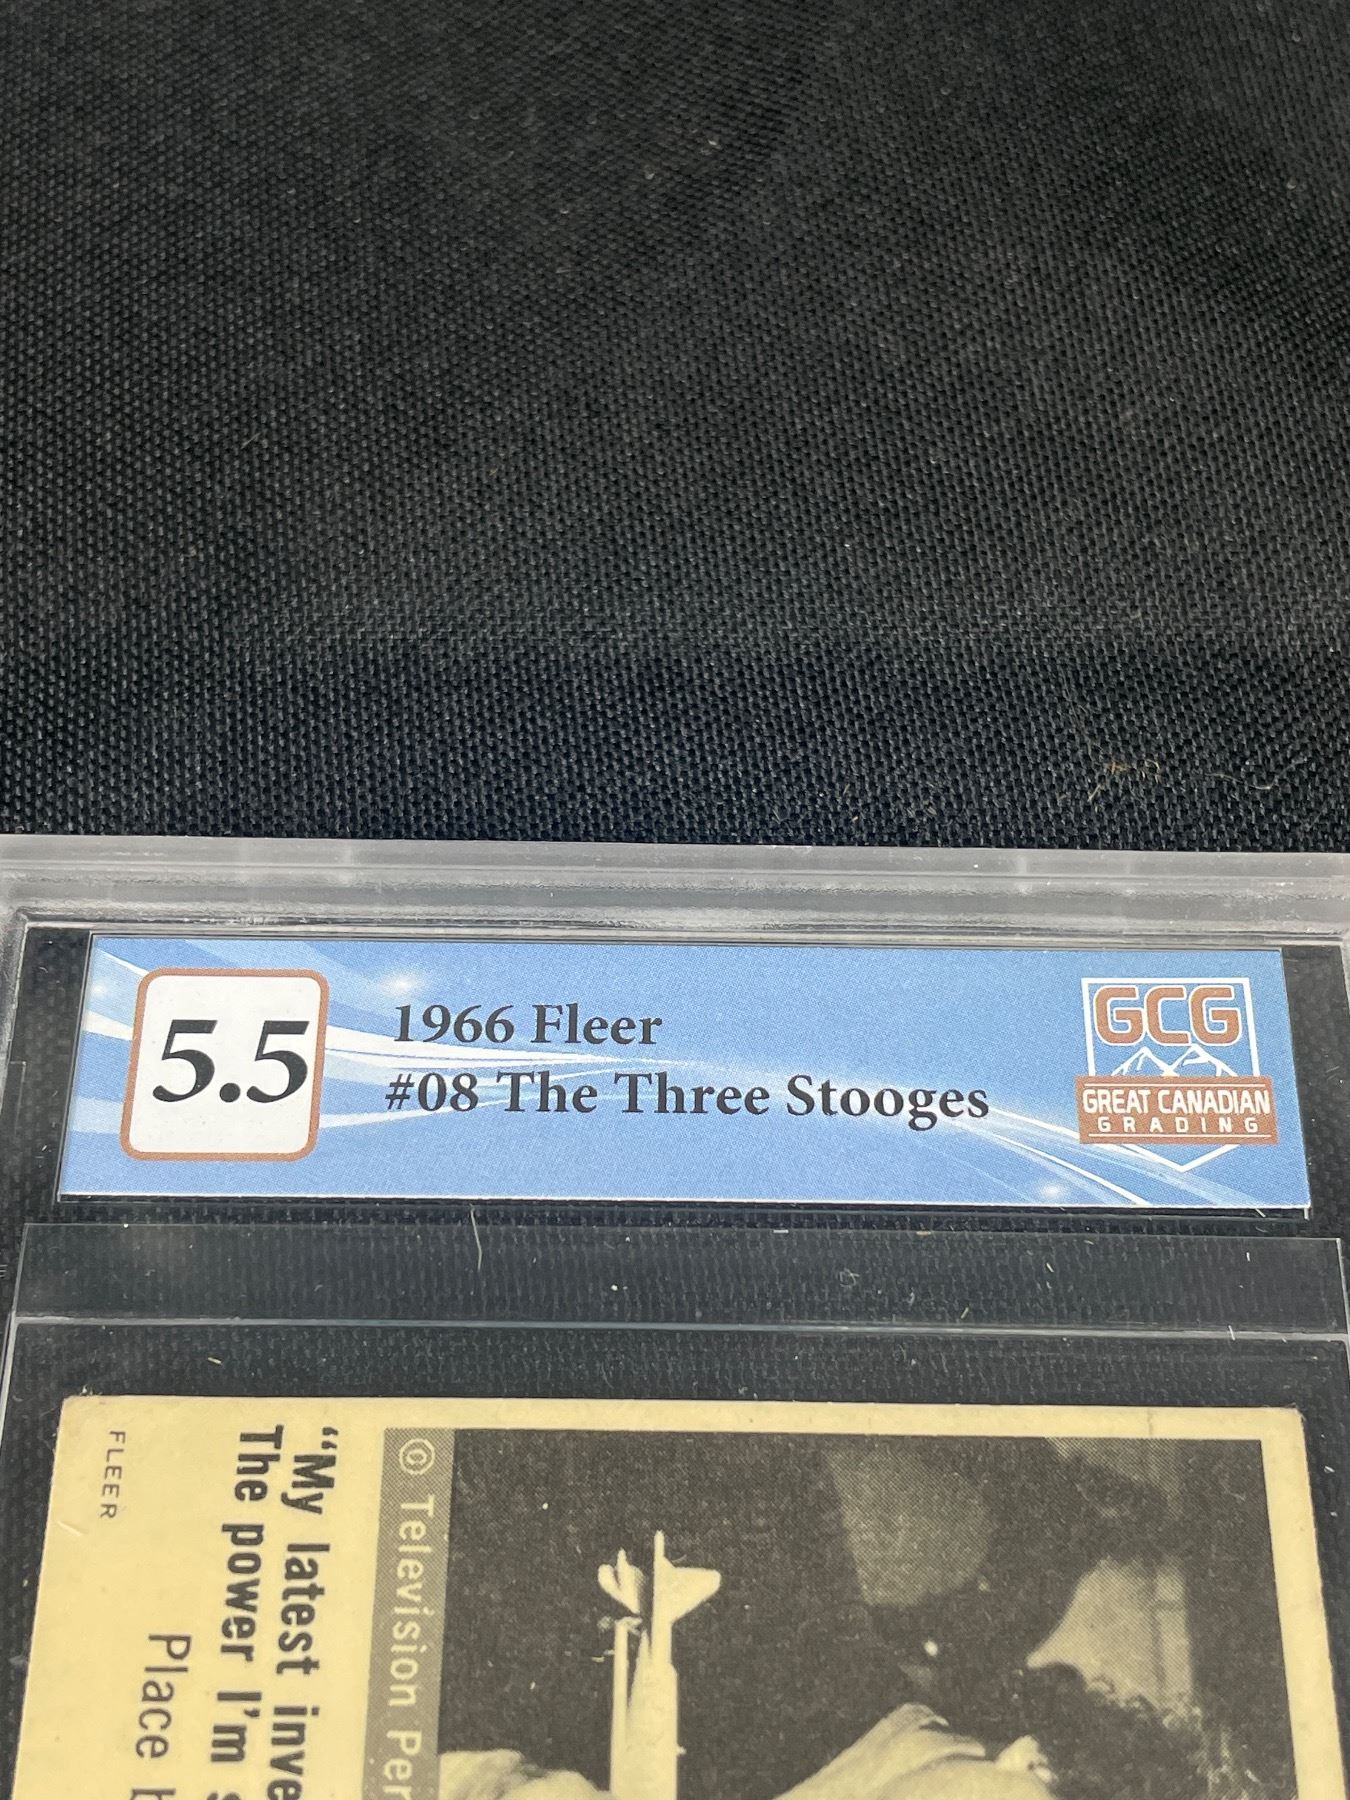 5.5
1966 Fleer
#08 The Three Stooges
GCG
GREAT CANADIAN
GRADING
© Television Per
"My latest inve
The power I'm s
Place
FLEER